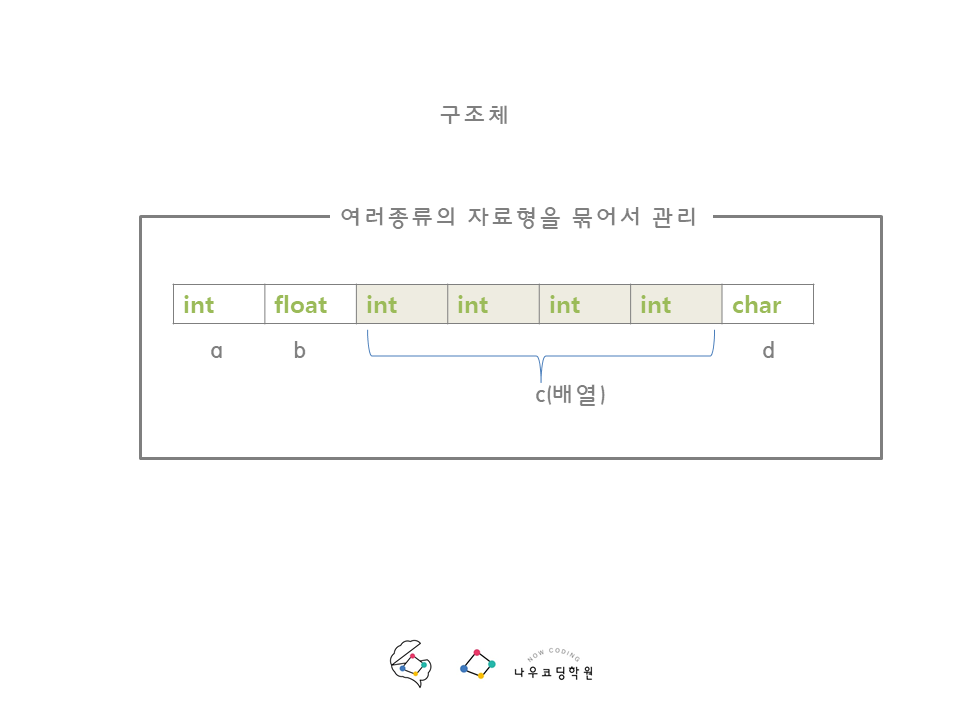 구조체
여러종류의 자료형을 묶어서 관리
int float int int int int char
a b d
c(배열)
NOW CODING
나우코딩학원